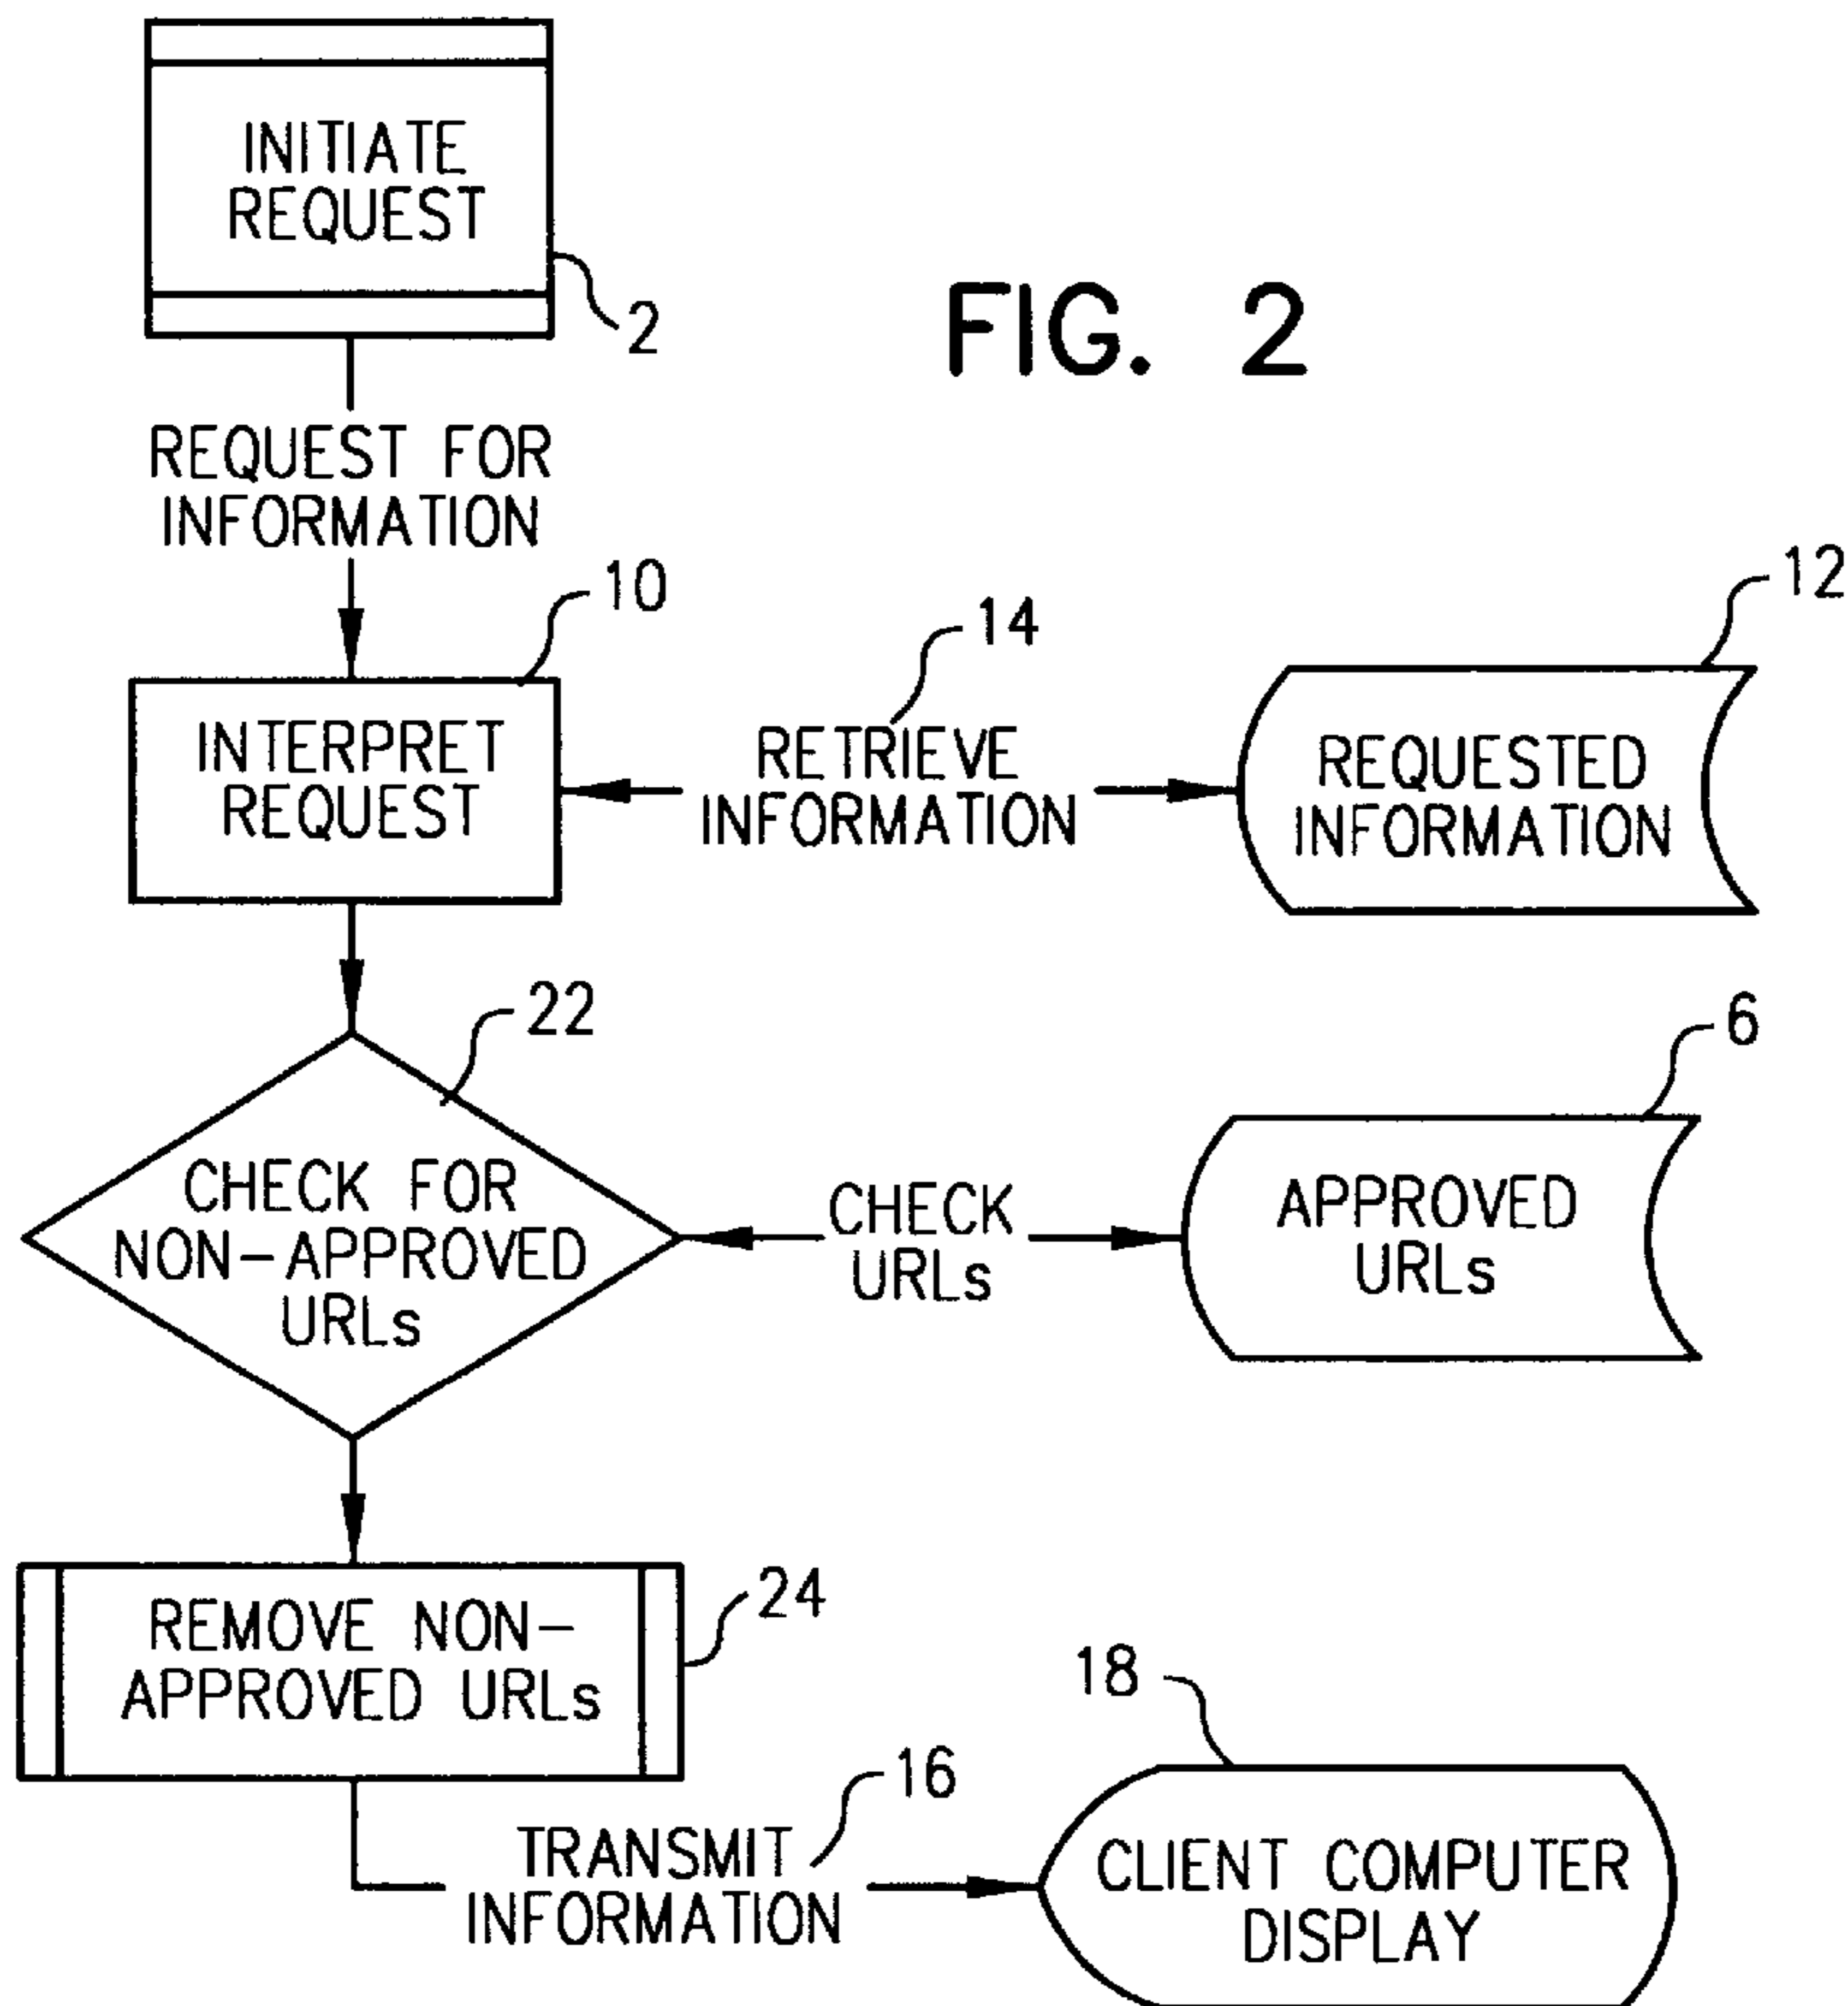 INITIATE
REQUEST
2
FIG. 2
REQUEST FOR
INFORMATION
10
14
12
INTERPRET
REQUEST
RETRIEVE
INFORMATION
REQUESTED
INFORMATION
22
6
CHECK FOR
NON-APPROVED
URLs
CHECK
URLs
APPROVED
URLs
24
REMOVE NON-
APPROVED URLs
18
16
TRANSMIT
INFORMATION
CLIENT COMPUTER
DISPLAY